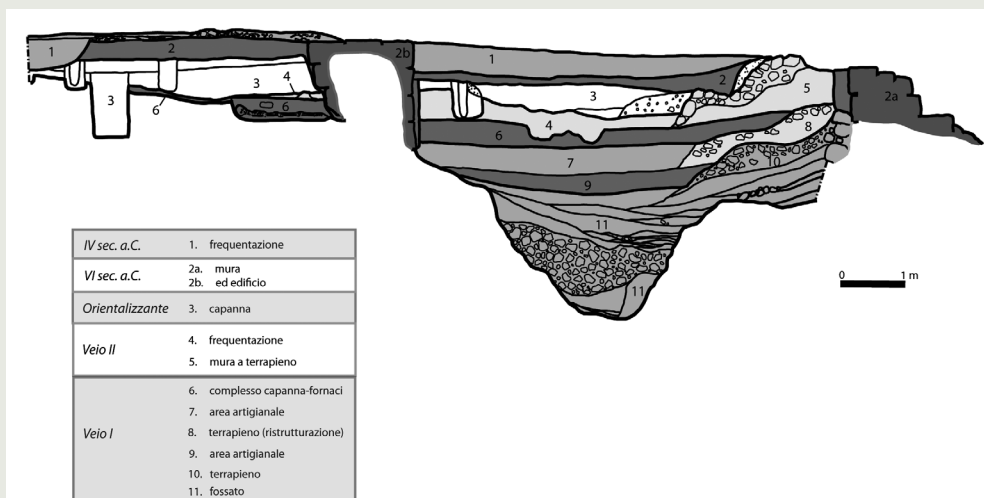 1
2
2b
1
2
4
3
3
6
6
3
5
2a
4
6
8
7
10
9
11
11
0 1 m
IV sec. a.C. 1. frequentazione
VI sec. a.C. 2a. mura
2b. ed edificio
Orientalizzante 3. capanna
Veio II 4. frequentazione
5. mura a terrapieno
Veio I 6. complesso capanna-fornaci
7. area artigianale
8. terrapieno (ristrutturazione)
9. area artigianale
10. terrapieno
11. fossato